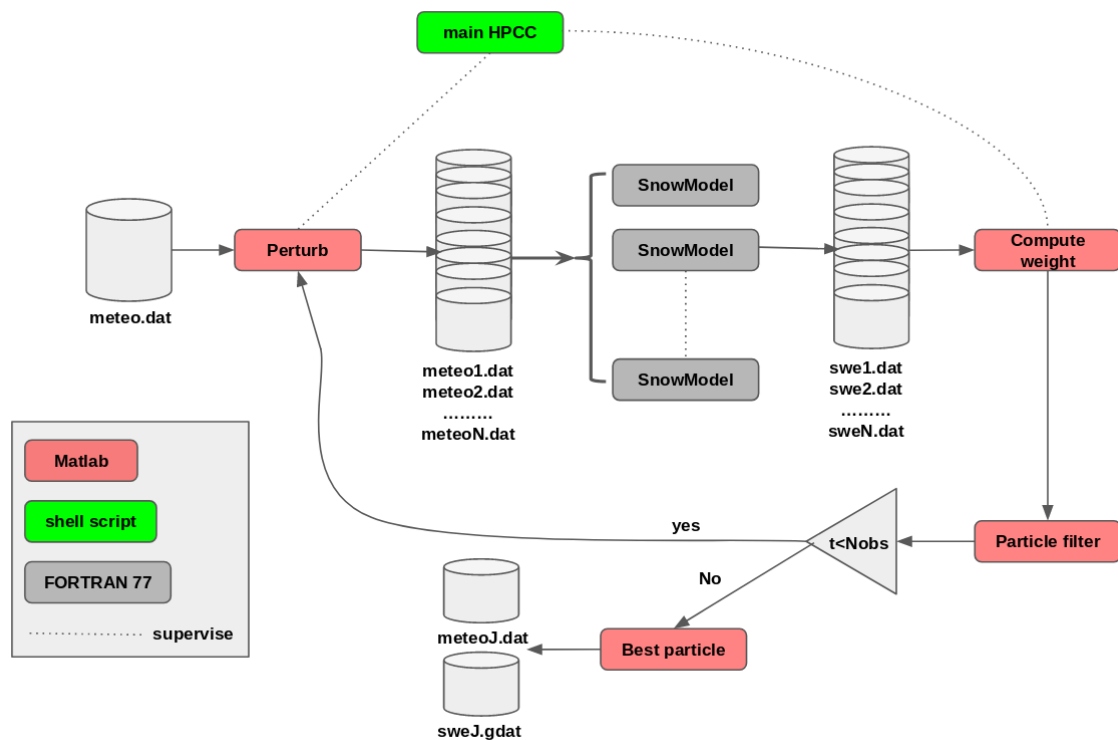 main HPCC
SnowModel
Perturb
SnowModel
Compute
weight
meteo.dat
SnowModel
meteo1.dat
meteo2.dat
.........
meteoN.dat
swe1.dat
swe2.dat
.........
sweN.dat
Matlab
shell script
FORTRAN 77
supervise
yes
t<Nobs
Particle filter
No
meteoJ.dat
Best particle
sweJ.gdat